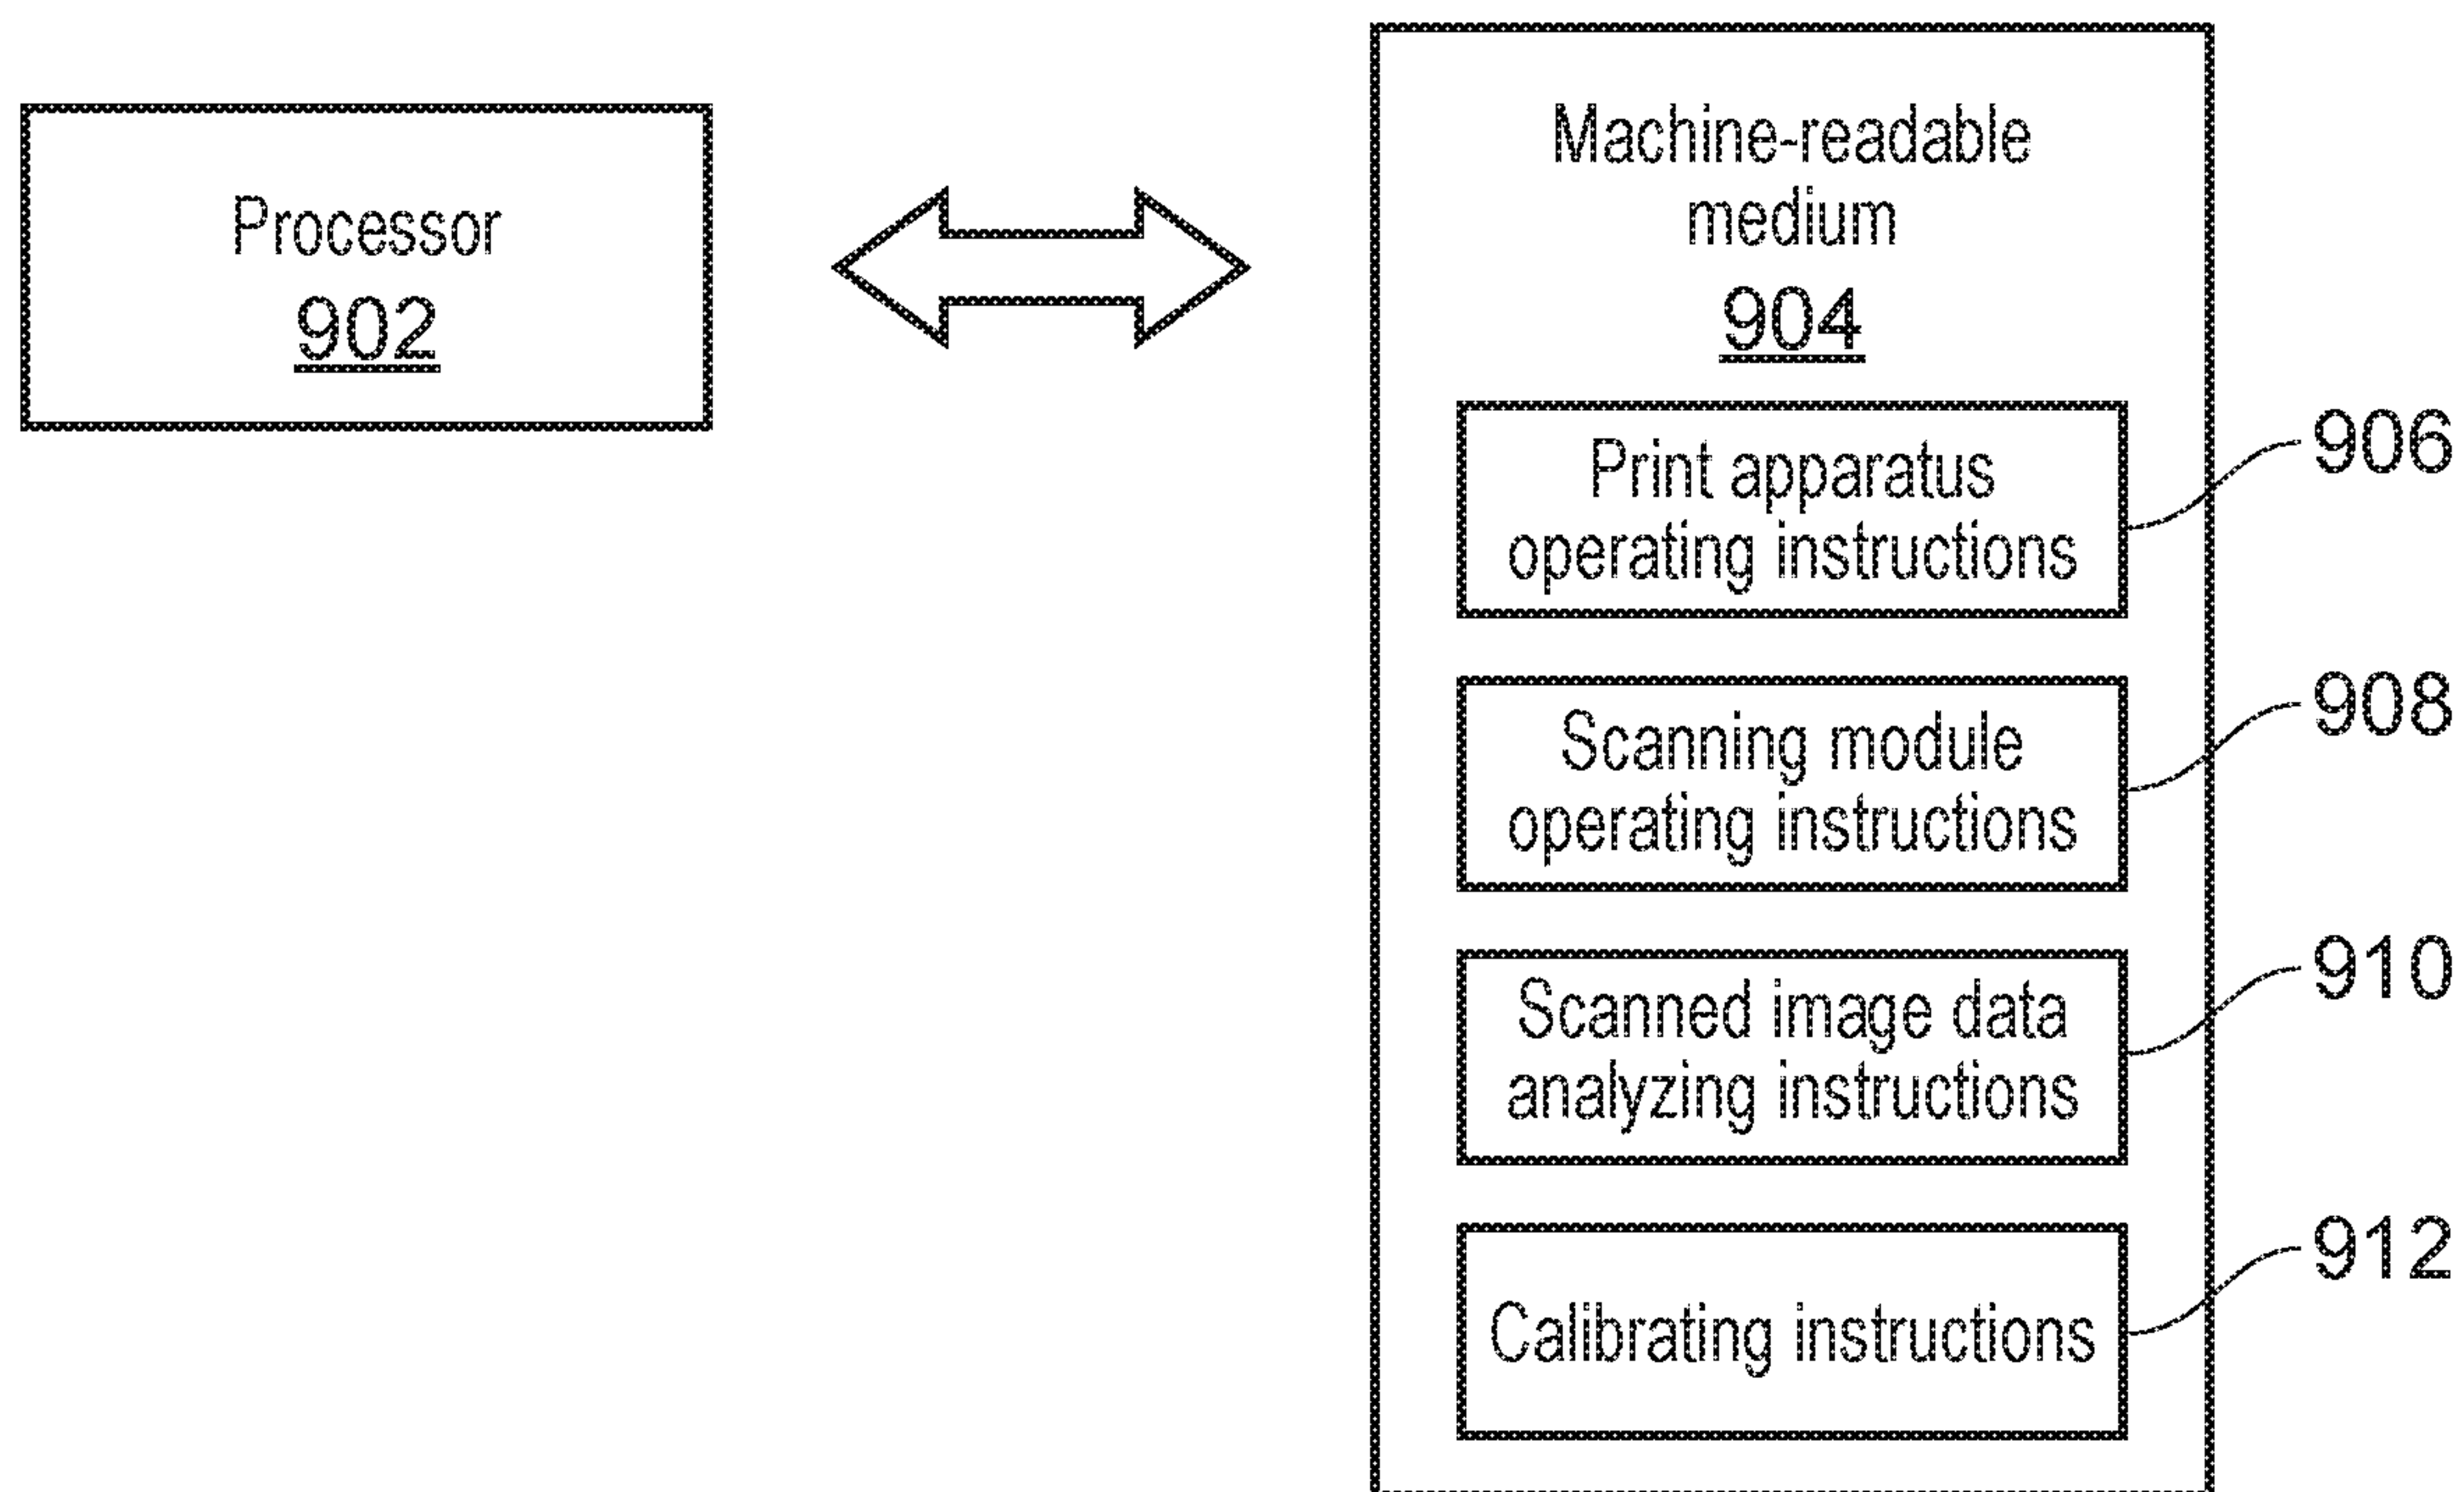 Processor
902
Machine-readable
medium
904
Print apparatus
operating instructions
906
Scanning module
operating instructions
908
Scanned image data
analyzing instructions
910
Calibrating instructions
912